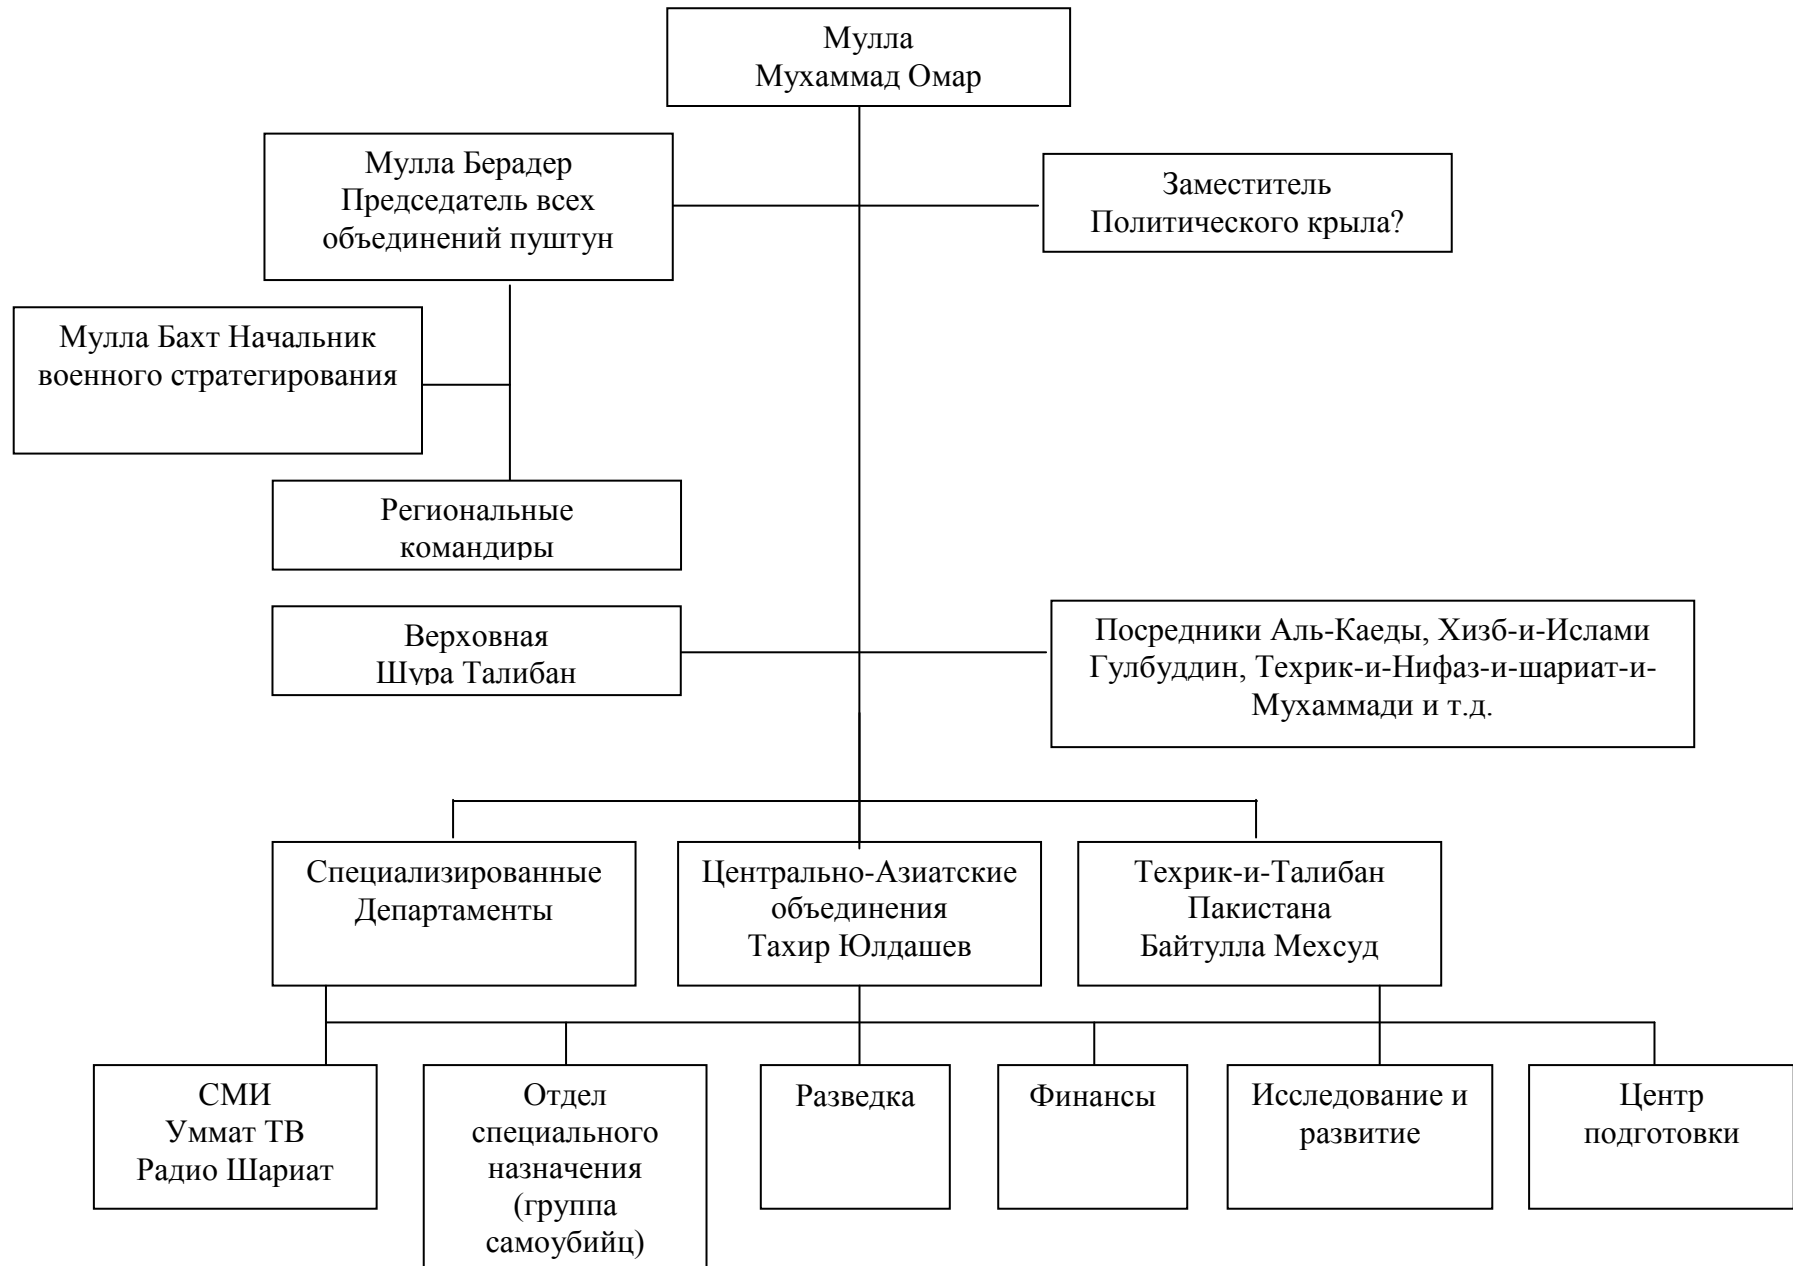 Мулла
Мухаммад Омар
Мулла Берадер
Председатель всех
объединений пуштун
Заместитель
Политического крыла?
Мулла Бахт Начальник
военного стратегирования
Региональные
командиры
Верховная
Шура Талибан
Посредники Аль-Каеды, Хизб-и-Ислами
Гулбуддин, Техрик-и-Нифаз-и-шариат-и-
Мухаммади и т.д.
Специализированные
Департаменты
Центрально-Азиатские
объединения
Тахир Юлдашев
Техрик-и-Талибан
Пакистана
Байтулла Мехсуд
СМИ
Уммат ТВ
Радио Шариат
Отдел
специального
назначения
(группа
самоубийц)
Разведка
Финансы
Исследование и
развитие
Центр
подготовки